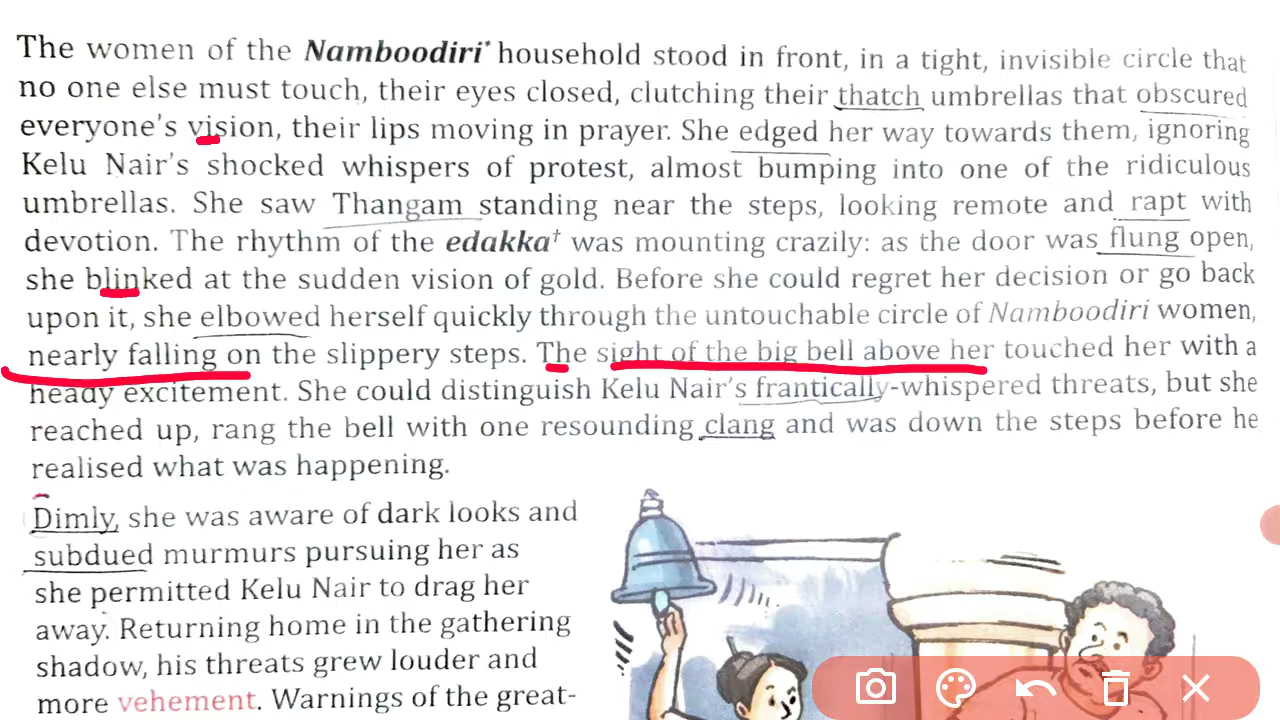 The women of the Namboodiri* household stood in front, in a tight, invisible circle that
no one else must touch, their eyes closed, clutching their thatch umbrellas that obscured
everyone's vision, their lips moving in prayer. She edged her way towards them, ignoring
Kelu Nair's shocked whispers of protest, almost bumping into one of the ridiculous
umbrellas. She saw Thangam standing near the steps, looking remote and rapt with
devotion. The rhythm of the edakka† was mounting crazily: as the door was flung open,
she blinked at the sudden vision of gold. Before she could regret her decision or go back
upon it, she elbowed herself quickly through the untouchable circle of Namboodiri women,
nearly falling on the slippery steps. The sight of the big bell above her touched her with a
heady excitement. She could distinguish Kelu Nair's frantically-whispered threats, but she
reached up, rang the bell with one resounding clang and was down the steps before he
realised what was happening.
Dimly, she was aware of dark looks and
subdued murmurs pursuing her as
she permitted Kelu Nair to drag her
away. Returning home in the gathering
shadow, his threats grew louder and
more vehement. Warnings of the great-